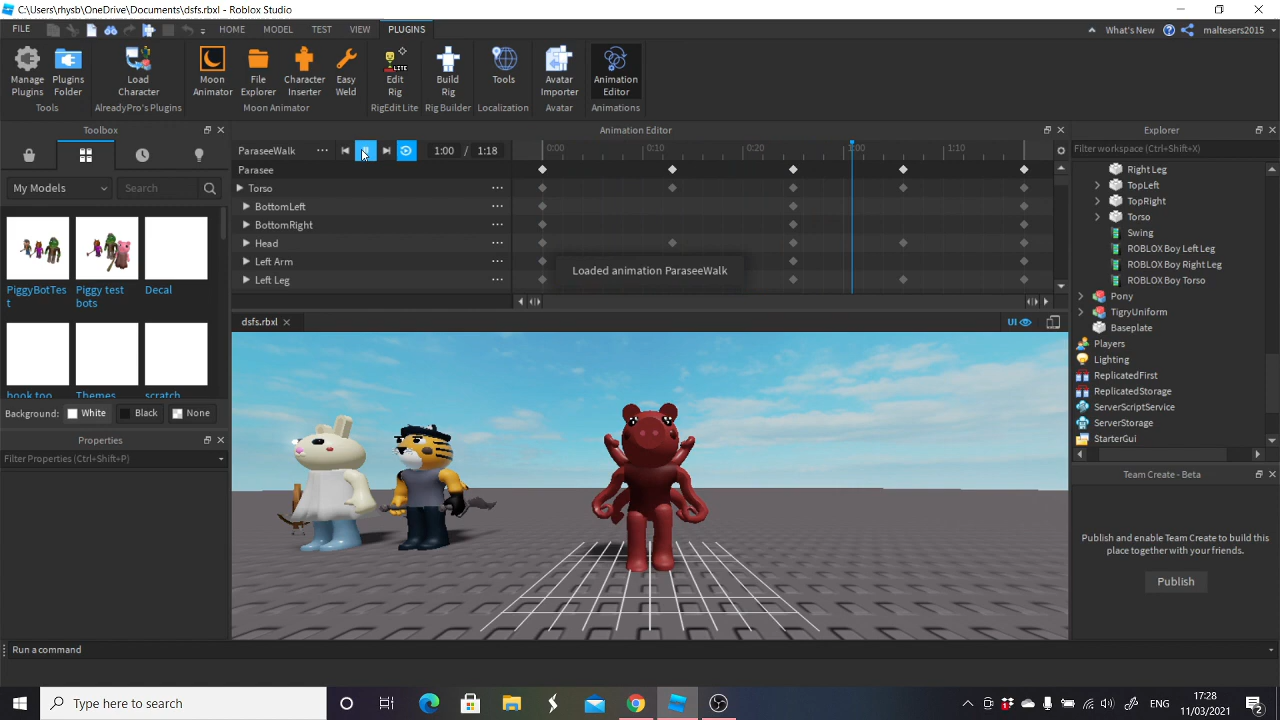 C:\Users\rhysb\OneDrive\Documents\dsfs.rbxl - Roblox Studio
FILE HOME MODEL TEST VIEW PLUGINS What's New maltesers2015
Manage Plugins
Plugins Folder
Load Character
Moon Animator
File Explorer
Character Inserter
Easy Weld
LITE
Edit Rig
Build Rig
Tools
Avatar Importer
Animation Editor
Tools AlreadyPro's Plugins Moon Animator RigEdit Lite Rig Builder Localization Avatar Animations
Toolbox
My Models Search
PiggyBotTes
t
Piggy test
bots
Decal
book too
Themes
scratch
Background: White Black None
Properties
Filter Properties (Ctrl+Shift+P)
Animation Editor
ParaseeWalk ... 1:00 / 1:18 0:00 0:10 0:20 1:00 1:10
Parasee
Torso
BottomLeft
BottomRight
Head
Left Arm
Left Leg
Loaded animation ParaseeWalk
dsfs.rbxl UI
Explorer
Filter workspace (Ctrl+Shift+X)
Right Leg
TopLeft
TopRight
Torso
Swing
ROBLOX Boy Left Leg
ROBLOX Boy Right Leg
ROBLOX Boy Torso
Pony
TigryUniform
Baseplate
Players
Lighting
ReplicatedFirst
ReplicatedStorage
ServerScriptService
ServerStorage
StarterGui
Team Create - Beta
Publish and enable Team Create to build this
place together with your friends.
Publish
Run a command
Type here to search
ENG
17:28
11/03/2021
2